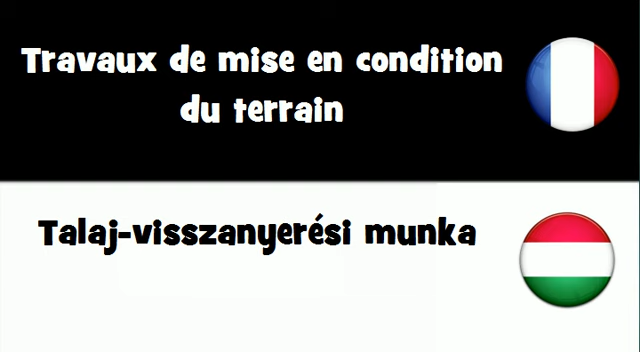 Travaux de mise en condition
du terrain
Talaj-visszanyerési munka